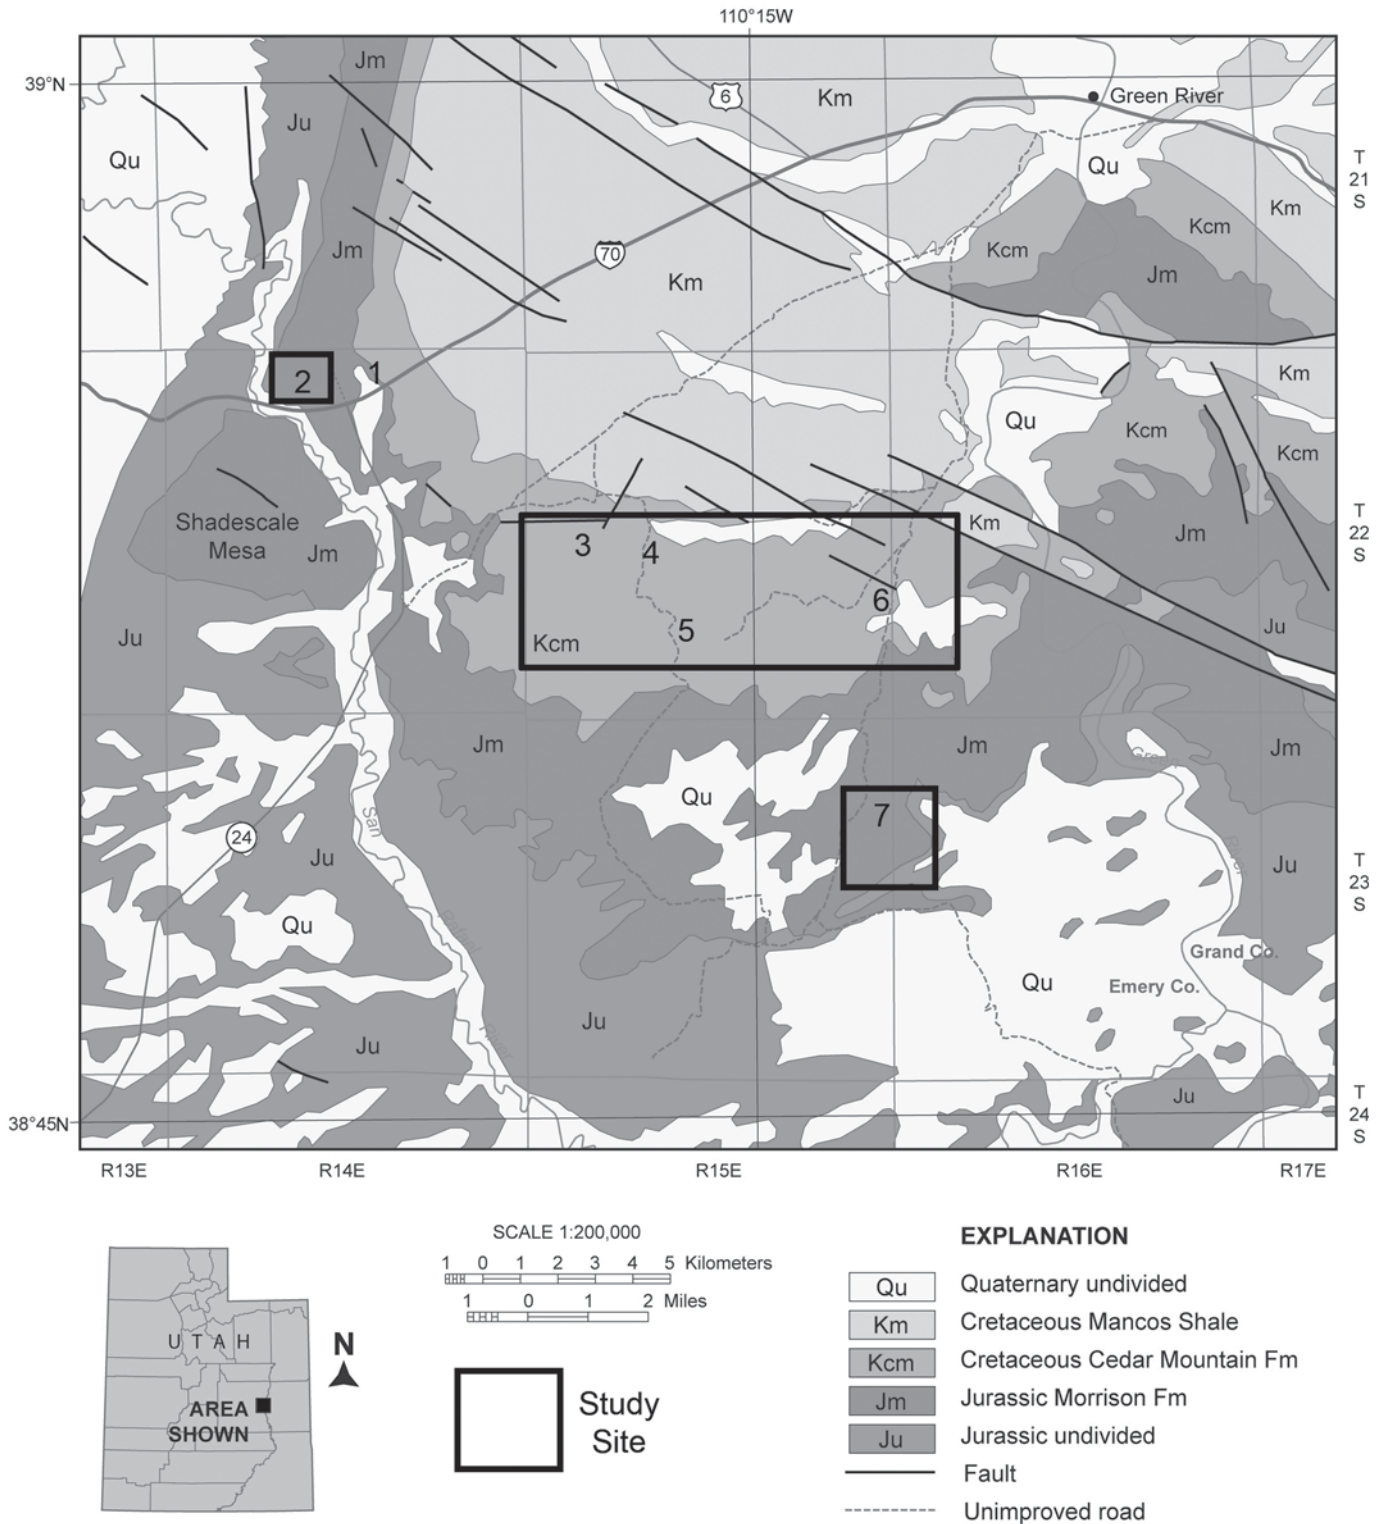 110°15W
39°N
Jm
Ju
Qu
6
Km
Green River
Qu
T
21
S
Km
Kcm
Kcm
Jm
Jm
70
Km
2
1
Km
Qu
Kcm
Kcm
Shadescale
Mesa
Jm
3
4
Km
Jm
T
22
S
6
5
Kcm
Ju
Ju
Jm
Jm
Green
Jm
Qu
7
San
24
Ju
River
Ju
T
23
S
Qu
Rafael
Grand Co.
Emery Co.
Qu
Ju
River
Ju
Ju
T
24
S
38°45N
R13E
R14E
R15E
R16E
R17E
SCALE 1:200,000
1 0 1 2 3 4 5 Kilometers
1 0 1 2 Miles
UTAH
N
AREA
SHOWN
Study
Site
EXPLANATION
Qu Quaternary undivided
Km Cretaceous Mancos Shale
Kcm Cretaceous Cedar Mountain Fm
Jm Jurassic Morrison Fm
Ju Jurassic undivided
Fault
Unimproved road